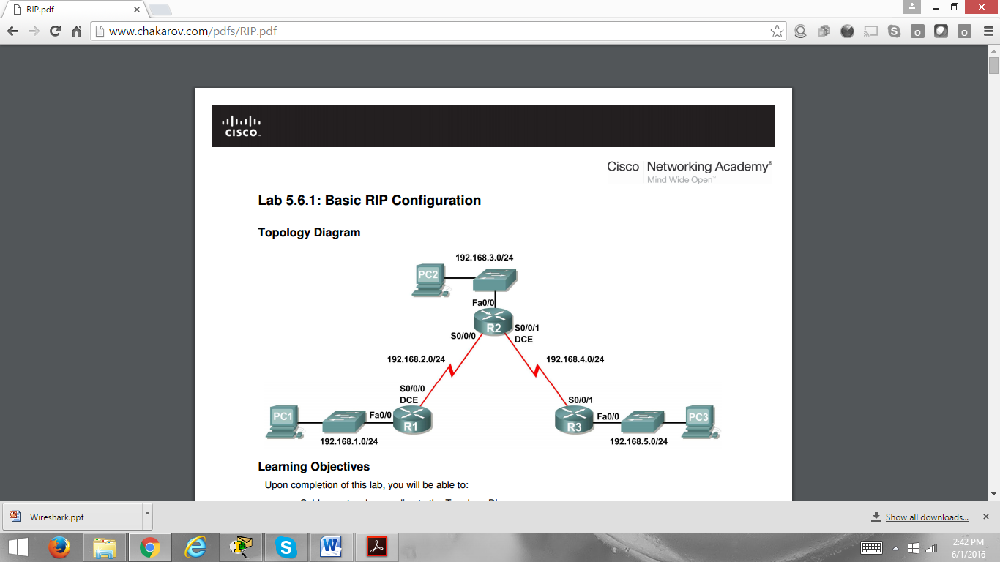 RIP.pdf
www.chakarov.com/pdfs/RIP.pdf
CISCO
Cisco Networking Academy®
Mind Wide Open™
Lab 5.6.1: Basic RIP Configuration
Topology Diagram
192.168.3.0/24
PC2
Fa0/0
R2
S0/0/0
S0/0/1
DCE
192.168.2.0/24
192.168.4.0/24
S0/0/0
DCE
S0/0/1
PC1
Fa0/0
R1
R3
Fa0/0
PC3
192.168.1.0/24
192.168.5.0/24
Learning Objectives
Upon completion of this lab, you will be able to:
Wireshark.ppt
Show all downloads...
2:42 PM
6/1/2016